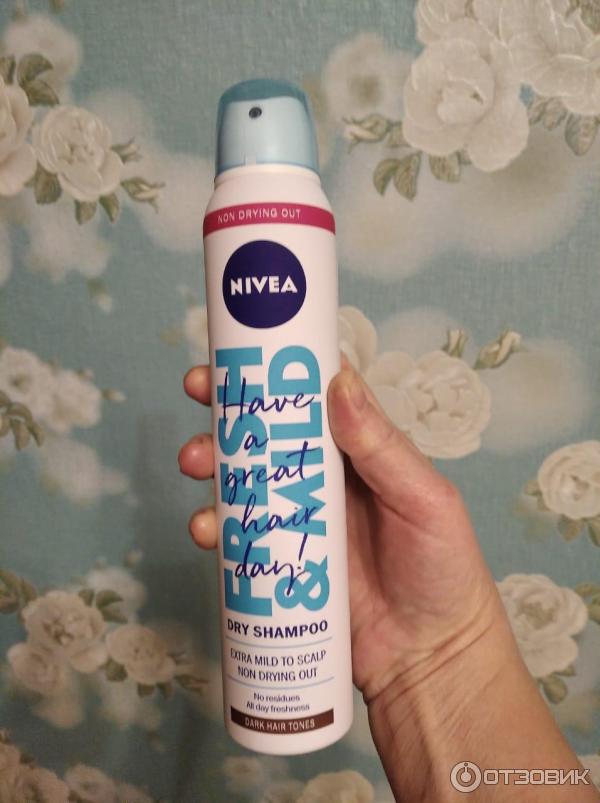 NON DRYING OUT
NIVEA
FRESH
& MILD
Have
a
great
hair
day!
DRY SHAMPOO
EXTRA MILD TO SCALP
NON DRYING OUT
No residues
All day freshness
DARK HAIR TONES
ОТЗОВИК